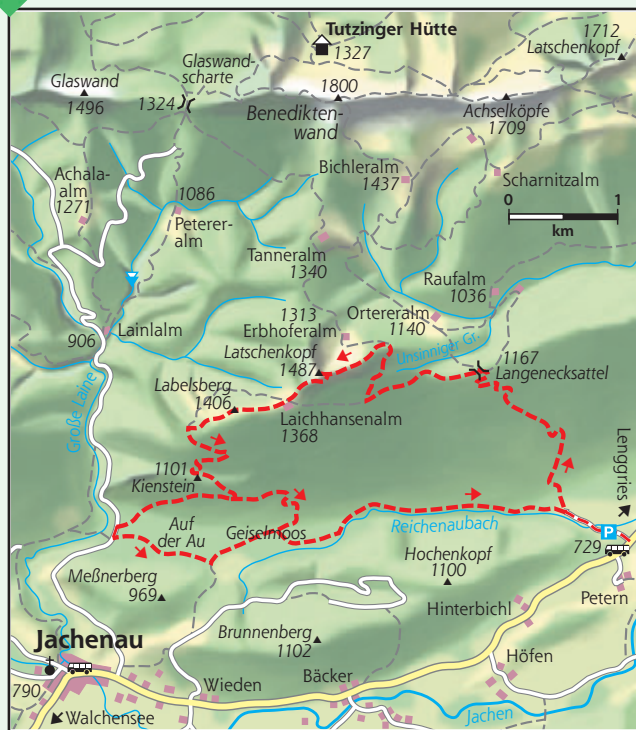 Tutzinger Hütte
1327
1712
Latschenkopf
Glaswand-
scharte
Glaswand
1496
1324
1800
Benedikten-
wand
Achselköpfe
1709
Achala-
alm
1271
1086
Peterer-
alm
Bichleralm
1437
Scharnitzalm
0 1
km
Tanneralm
1340
Raufalm
1036
906
Lainlalm
1313
Erbhoferalm
Ortereralm
1140
Unsinniger Gr.
Latschenkopf
1487
1167
Langenecksattel
Labelsberg
1406
Laichhansenalm
1368
Große Laine
1101
Kienstein
Lenggries
Auf
der Au
Geiselmoos
Reichenaubach
P
729
Hochenkopf
1100
Meßnerberg
969
Petern
Hinterbichl
Jachenau
790
Brunnenberg
1102
Höfen
Wieden
Bäcker
Walchensee
Jachen